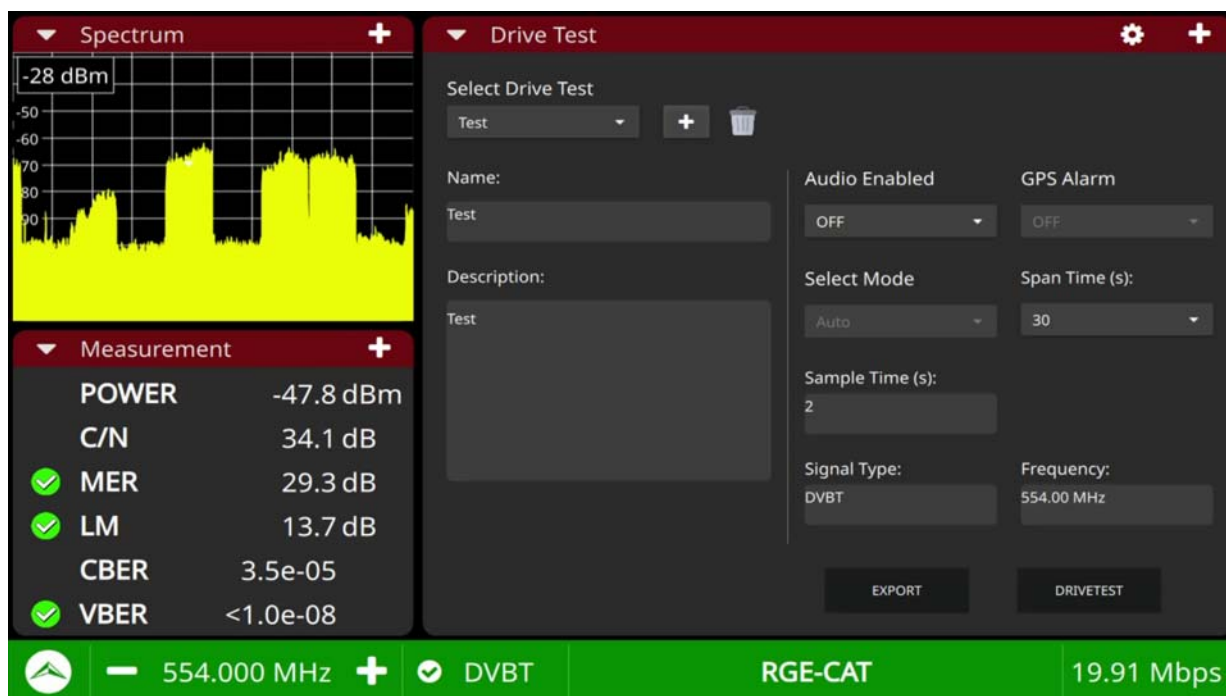 Spectrum
-28 dBm
-50
-60
-70
-80
-90
Measurement
POWER -47.8 dBm
C/N 34.1 dB
MER 29.3 dB
LM 13.7 dB
CBER 3.5e-05
VBER <1.0e-08
Drive Test
Select Drive Test
Test
Name:
Test
Description:
Test
Audio Enabled GPS Alarm
OFF OFF
Select Mode Span Time (s):
Auto 30
Sample Time (s):
2
Signal Type: Frequency:
DVBT 554.00 MHz
EXPORT DRIVETEST
554.000 MHz DVBT RGE-CAT 19.91 Mbps